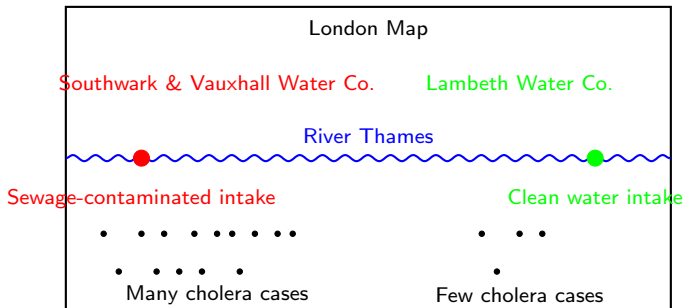 London Map
Southwark & Vauxhall Water Co.
Lambeth Water Co.
River Thames
Sewage-contaminated intake
Clean water intake
Many cholera cases
Few cholera cases